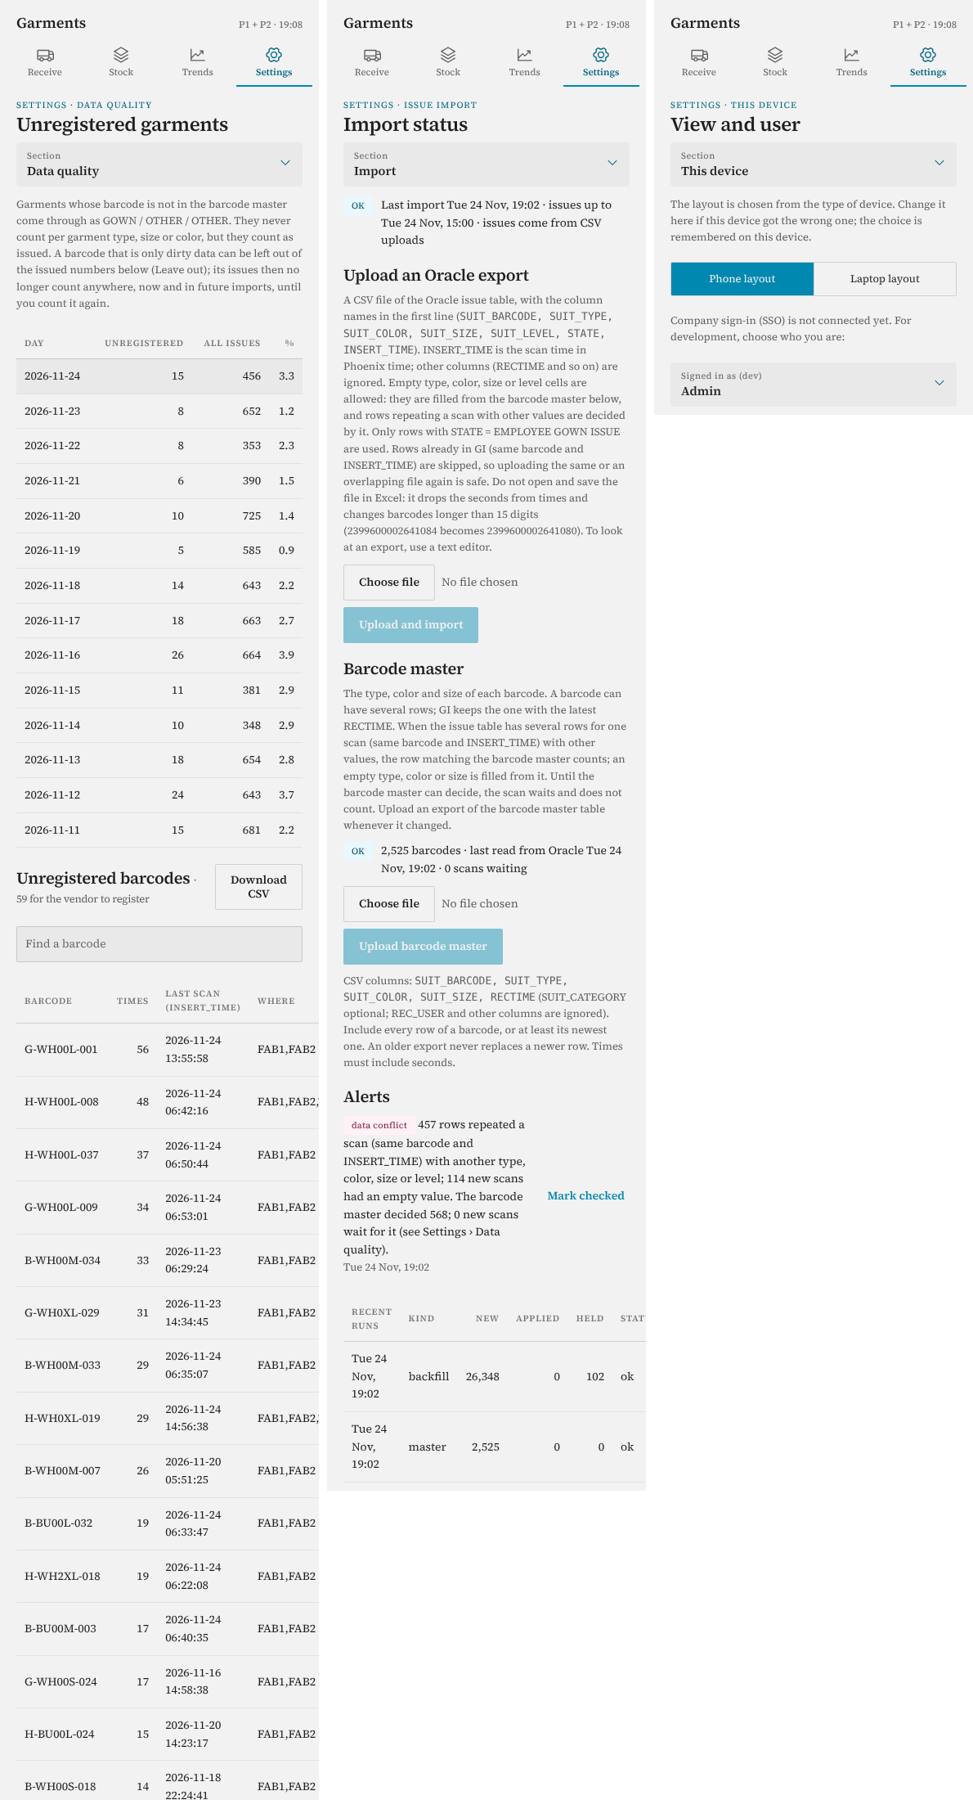 Garments
P1 + P2 · 19:08
Receive
Stock
Trends
Settings
SETTINGS · DATA QUALITY
Unregistered garments
Section
Data quality
Garments whose barcode is not in the barcode master
come through as GOWN / OTHER / OTHER. They never
count per garment type, size or color, but they count as
issued. A barcode that is only dirty data can be left out of
the issued numbers below (Leave out); its issues then no
longer count anywhere, now and in future imports, until
you count it again.
DAY UNREGISTERED ALL ISSUES %
2026-11-24 15 456 3.3
2026-11-23 8 652 1.2
2026-11-22 8 353 2.3
2026-11-21 6 390 1.5
2026-11-20 10 725 1.4
2026-11-19 5 585 0.9
2026-11-18 14 643 2.2
2026-11-17 18 663 2.7
2026-11-16 26 664 3.9
2026-11-15 11 381 2.9
2026-11-14 10 348 2.9
2026-11-13 18 654 2.8
2026-11-12 24 643 3.7
2026-11-11 15 681 2.2
Unregistered barcodes ·
59 for the vendor to register
Download
CSV
Find a barcode
BARCODE TIMES LAST SCAN (INSERT_TIME) WHERE
G-WH00L-001 56 2026-11-24 13:55:58 FAB1,FAB2
H-WH00L-008 48 2026-11-24 06:42:16 FAB1,FAB2,
H-WH00L-037 37 2026-11-24 06:50:44 FAB1,FAB2
G-WH00L-009 34 2026-11-24 06:53:01 FAB1,FAB2
B-WH00M-034 33 2026-11-23 06:29:24 FAB1,FAB2
G-WH0XL-029 31 2026-11-23 14:34:45 FAB1,FAB2
B-WH00M-033 29 2026-11-24 06:35:07 FAB1,FAB2
H-WH0XL-019 29 2026-11-24 14:56:38 FAB1,FAB2,
B-WH00M-007 26 2026-11-20 05:51:25 FAB1,FAB2
B-BU00L-032 19 2026-11-24 06:33:47 FAB1,FAB2
H-WH2XL-018 19 2026-11-24 06:22:08 FAB1,FAB2
B-BU00M-003 17 2026-11-24 06:40:35 FAB1,FAB2
G-WH00S-024 17 2026-11-16 14:58:38 FAB1,FAB2
H-BU00L-024 15 2026-11-20 14:23:17 FAB1,FAB2
B-WH00S-018 14 2026-11-18 22:24:41 FAB1,FAB2
Garments
P1 + P2 · 19:08
Receive
Stock
Trends
Settings
SETTINGS · ISSUE IMPORT
Import status
Section
Import
OK Last import Tue 24 Nov, 19:02 · issues up to
Tue 24 Nov, 15:00 · issues come from CSV
uploads
Upload an Oracle export
A CSV file of the Oracle issue table, with the column
names in the first line (SUIT_BARCODE, SUIT_TYPE,
SUIT_COLOR, SUIT_SIZE, SUIT_LEVEL, STATE,
INSERT_TIME). INSERT_TIME is the scan time in
Phoenix time; other columns (RECTIME and so on) are
ignored. Empty type, color, size or level cells are
allowed: they are filled from the barcode master below,
and rows repeating a scan with other values are decided
by it. Only rows with STATE = EMPLOYEE GOWN ISSUE
are used. Rows already in GI (same barcode and
INSERT_TIME) are skipped, so uploading the same or an
overlapping file again is safe. Do not open and save the
file in Excel: it drops the seconds from times and
changes barcodes longer than 15 digits
(2399600002641084 becomes 2399600002641080). To look
at an export, use a text editor.
Choose file No file chosen
Upload and import
Barcode master
The type, color and size of each barcode. A barcode can
have several rows; GI keeps the one with the latest
RECTIME. When the issue table has several rows for one
scan (same barcode and INSERT_TIME) with other
values, the row matching the barcode master counts; an
empty type, color or size is filled from it. Until the
barcode master can decide, the scan waits and does not
count. Upload an export of the barcode master table
whenever it changed.
OK 2,525 barcodes · last read from Oracle Tue 24
Nov, 19:02 · 0 scans waiting
Choose file No file chosen
Upload barcode master
CSV columns: SUIT_BARCODE, SUIT_TYPE,
SUIT_COLOR, SUIT_SIZE, RECTIME (SUIT_CATEGORY
optional; REC_USER and other columns are ignored).
Include every row of a barcode, or at least its newest
one. An older export never replaces a newer row. Times
must include seconds.
Alerts
data conflict 457 rows repeated a
scan (same barcode and
INSERT_TIME) with another type,
color, size or level; 114 new scans
had an empty value. The barcode
master decided 568; 0 new scans
wait for it (see Settings › Data
quality).
Tue 24 Nov, 19:02
Mark checked
RECENT RUNS KIND NEW APPLIED HELD STAT
Tue 24 Nov, 19:02 backfill 26,348 0 102 ok
Tue 24 Nov, 19:02 master 2,525 0 0 ok
Garments
P1 + P2 · 19:08
Receive
Stock
Trends
Settings
SETTINGS · THIS DEVICE
View and user
Section
This device
The layout is chosen from the type of device. Change it
here if this device got the wrong one; the choice is
remembered on this device.
Phone layout
Laptop layout
Company sign-in (SSO) is not connected yet. For
development, choose who you are:
Signed in as (dev)
Admin